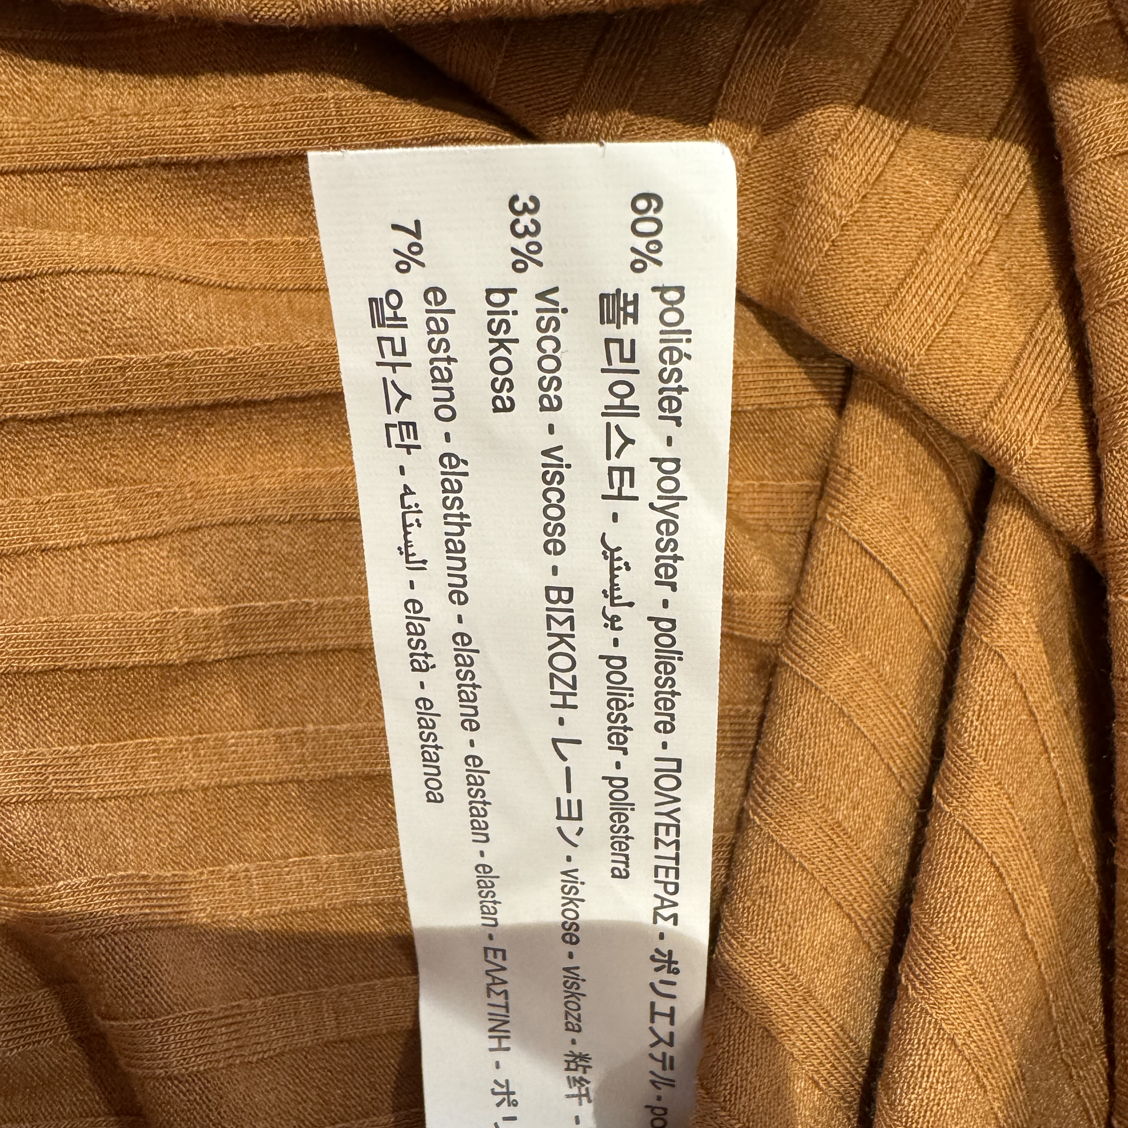 60% poliéster - polyester - poliestere - ΠΟΛΥΕΣΤΕΡΑΣ - ポリエステル - po
폴리에스터 - بوليستير - polièster - poliesterra
33% viscosa - viscose - ΒΙΣΚΟΖΗ - レーヨン - viskose - viskoza - 粘纤 -
biskosa
7% elastano - élasthanne - elastane - elastaan - elastan - ΕΛΑΣΤΙΝΗ - ポリ
엘라스탄 - اليستانه - elastà - elastanoa